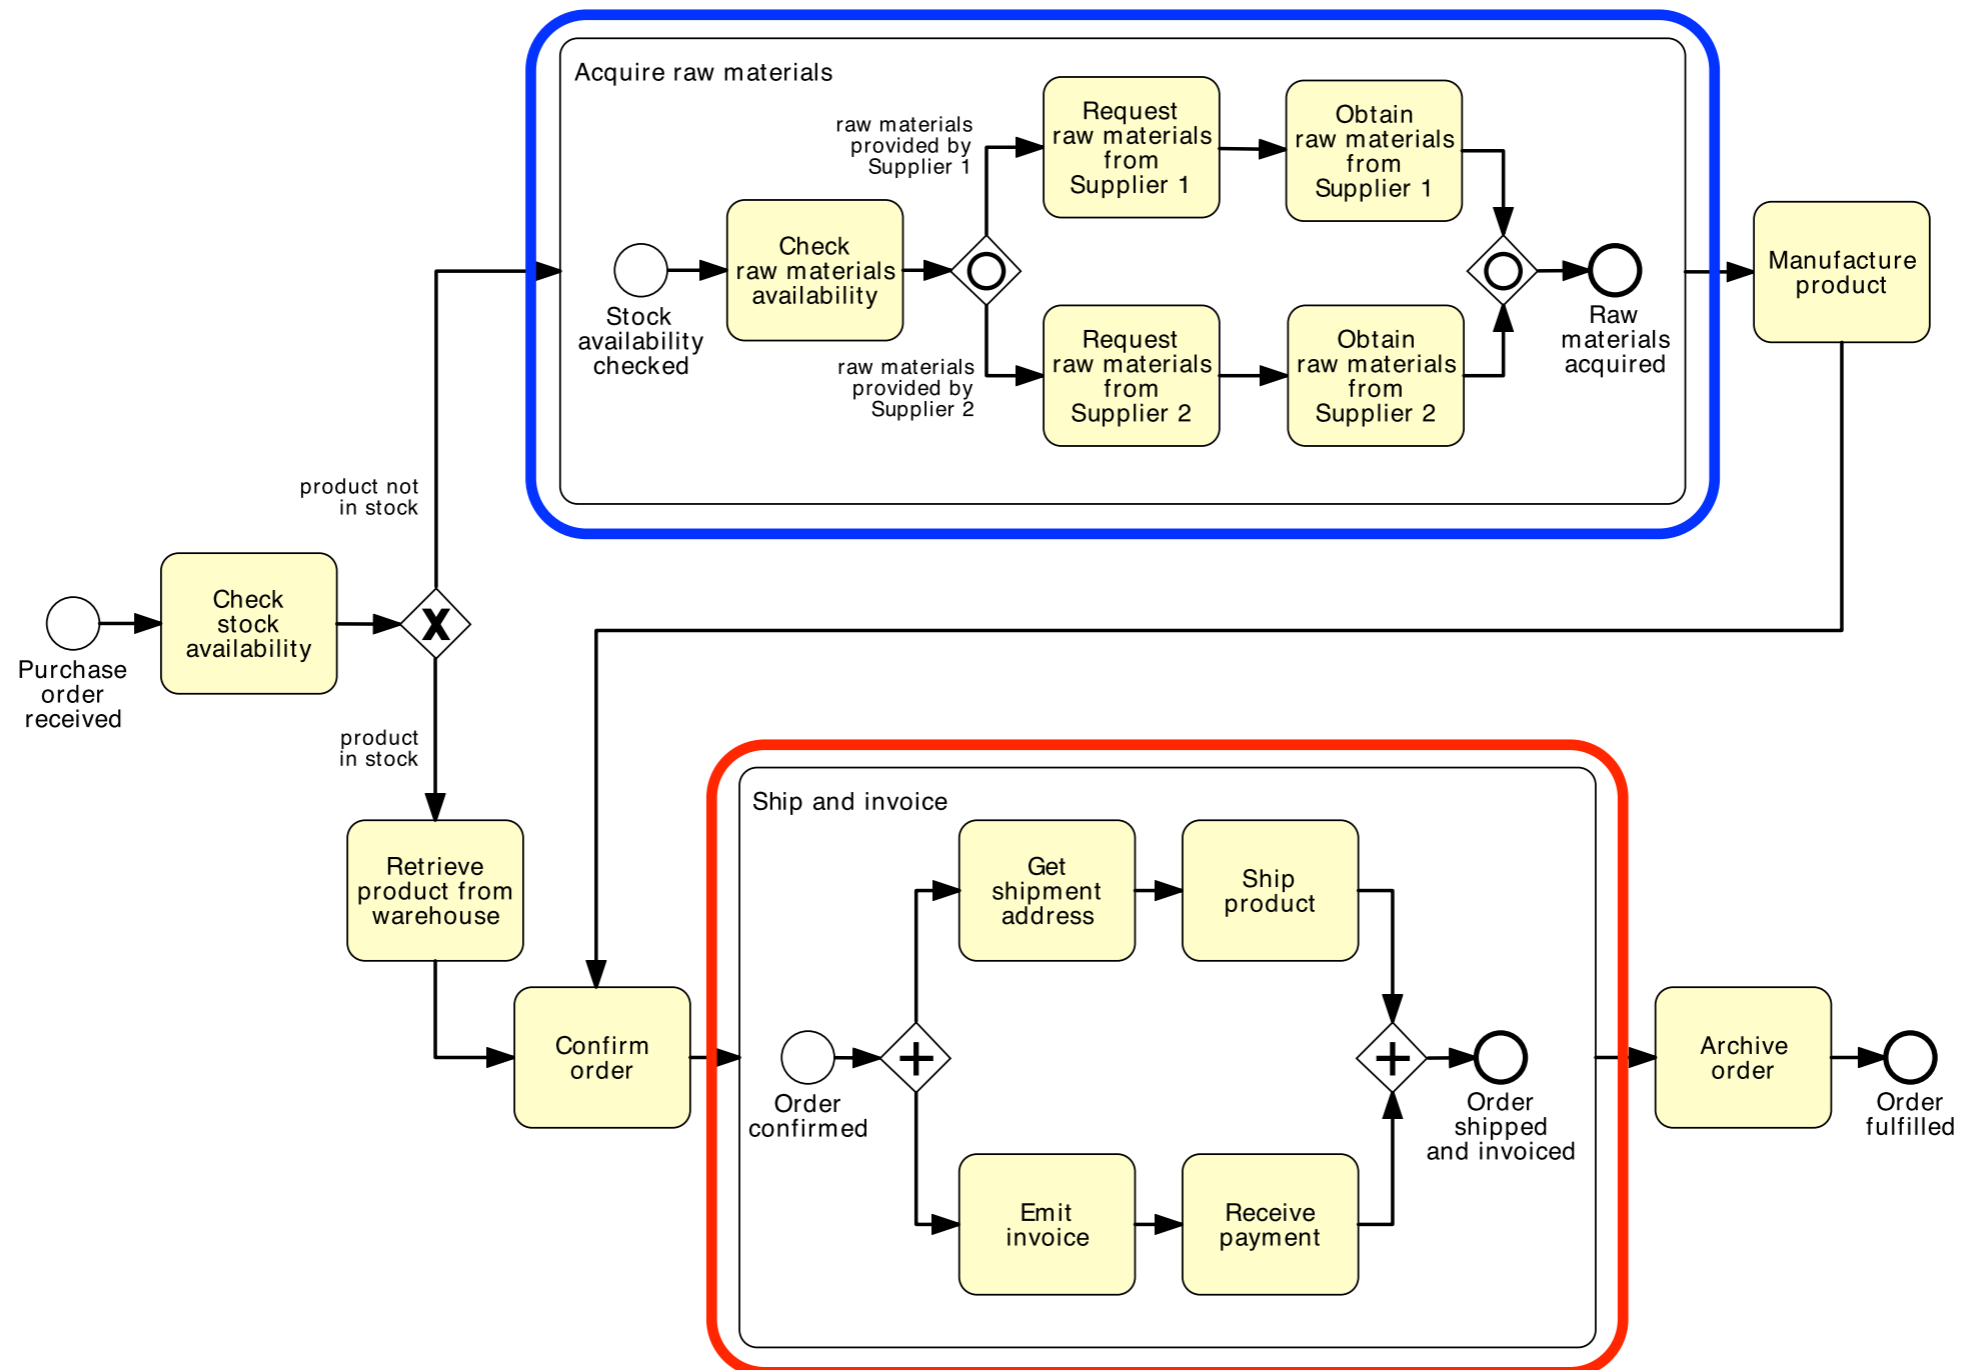 Acquire raw materials
raw materials
provided by
Supplier 1
Request
raw materials
from
Supplier 1
Obtain
raw materials
from
Supplier 1
Stock
availability
checked
Check
raw materials
availability
raw materials
provided by
Supplier 2
Request
raw materials
from
Supplier 2
Obtain
raw materials
from
Supplier 2
Raw
materials
acquired
Manufacture
product
product not
in stock
Purchase
order
received
Check
stock
availability
X
product
in stock
Retrieve
product from
warehouse
Confirm
order
Ship and invoice
Order
confirmed
Get
shipment
address
Ship
product
Emit
invoice
Receive
payment
Order
shipped
and invoiced
Archive
order
Order
fulfilled